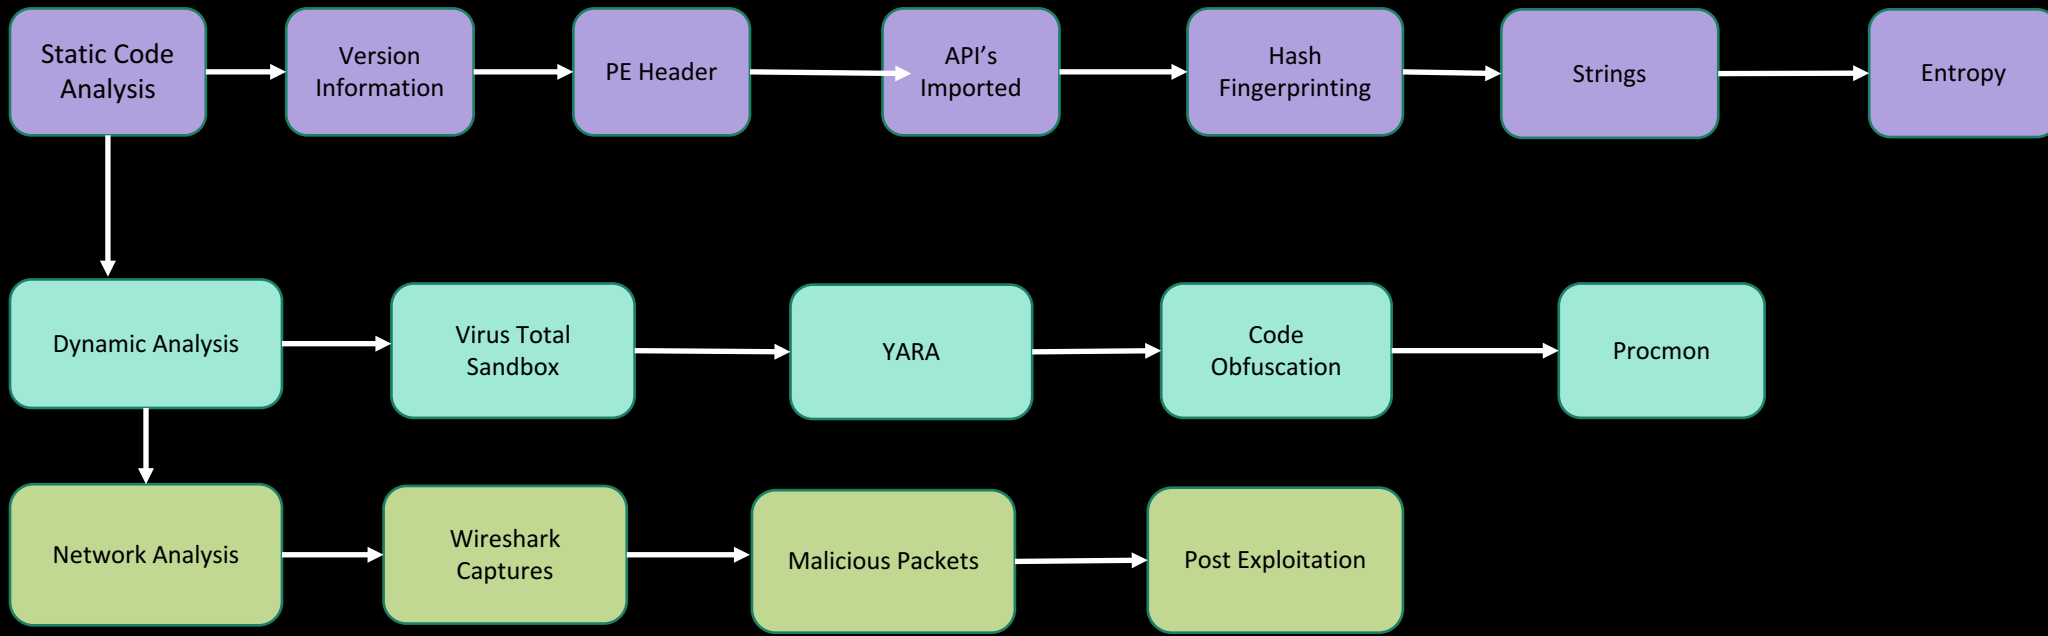 Static Code
Analysis
Version
Information
PE Header
API's
Imported
Hash
Fingerprinting
Strings
Entropy
Dynamic Analysis
Virus Total
Sandbox
YARA
Code
Obfuscation
Procmon
Network Analysis
Wireshark
Captures
Malicious Packets
Post Exploitation